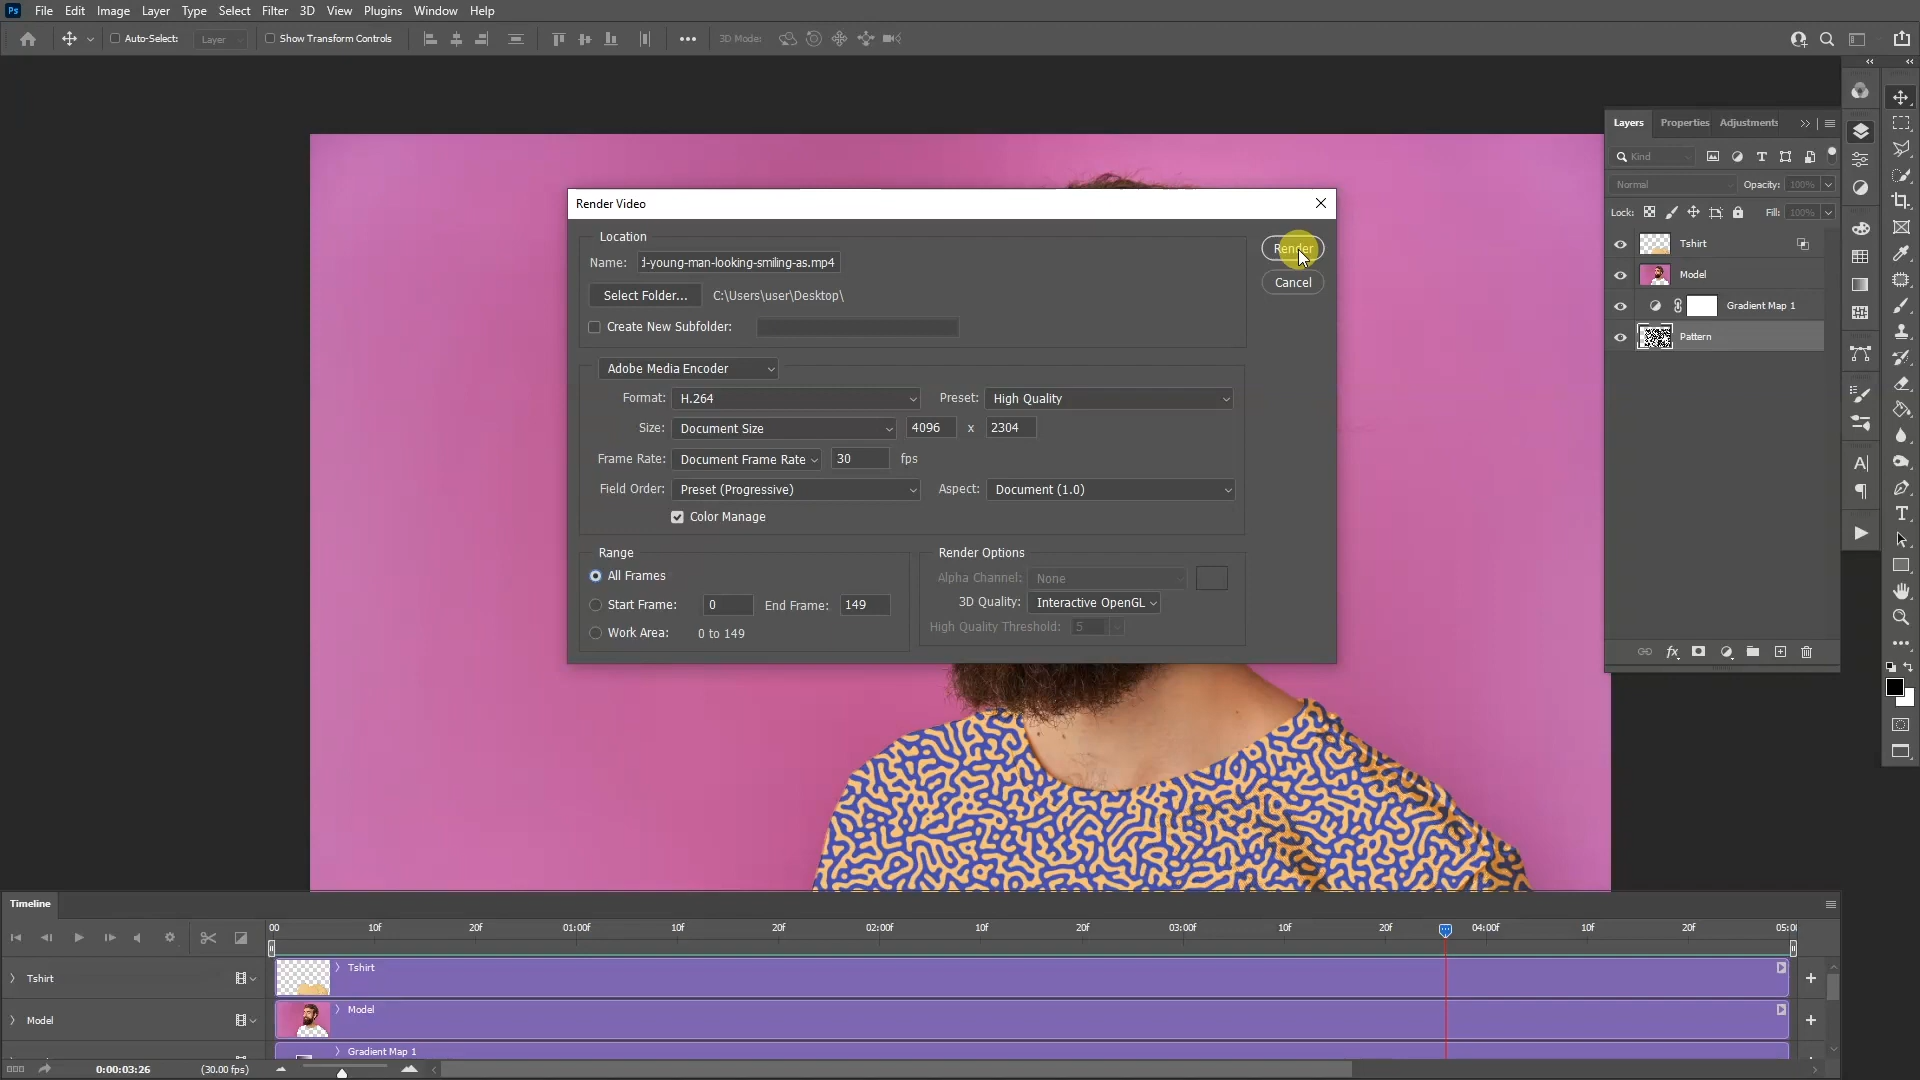 Ps File Edit Image Layer Type Select Filter 3D View Plugins Window Help
Auto-Select: Layer Show Transform Controls 3D Mode:
Render Video
Location
Name: d-young-man-looking-smiling-as.mp4
Render
Select Folder... C:\Users\user\Desktop\
Cancel
Create New Subfolder:
Adobe Media Encoder
Format: H.264 Preset: High Quality
Size: Document Size 4096 x 2304
Frame Rate: Document Frame Rate 30 fps
Field Order: Preset (Progressive) Aspect: Document (1.0)
Color Manage
Range
All Frames
Start Frame: 0 End Frame: 149
Work Area: 0 to 149
Render Options
Alpha Channel: None
3D Quality: Interactive OpenGL
High Quality Threshold: 5
Layers Properties Adjustments
Kind
Normal Opacity: 100%
Lock: Fill: 100%
Tshirt
Model
Gradient Map 1
Pattern
fx
Timeline
00 10f 20f 01:00f 10f 20f 02:00f 10f 20f 03:00f 10f 20f 04:00f 10f 20f 05:0
Tshirt Tshirt
Model Model
Gradient Map 1
0:00:03:26 (30.00 fps)